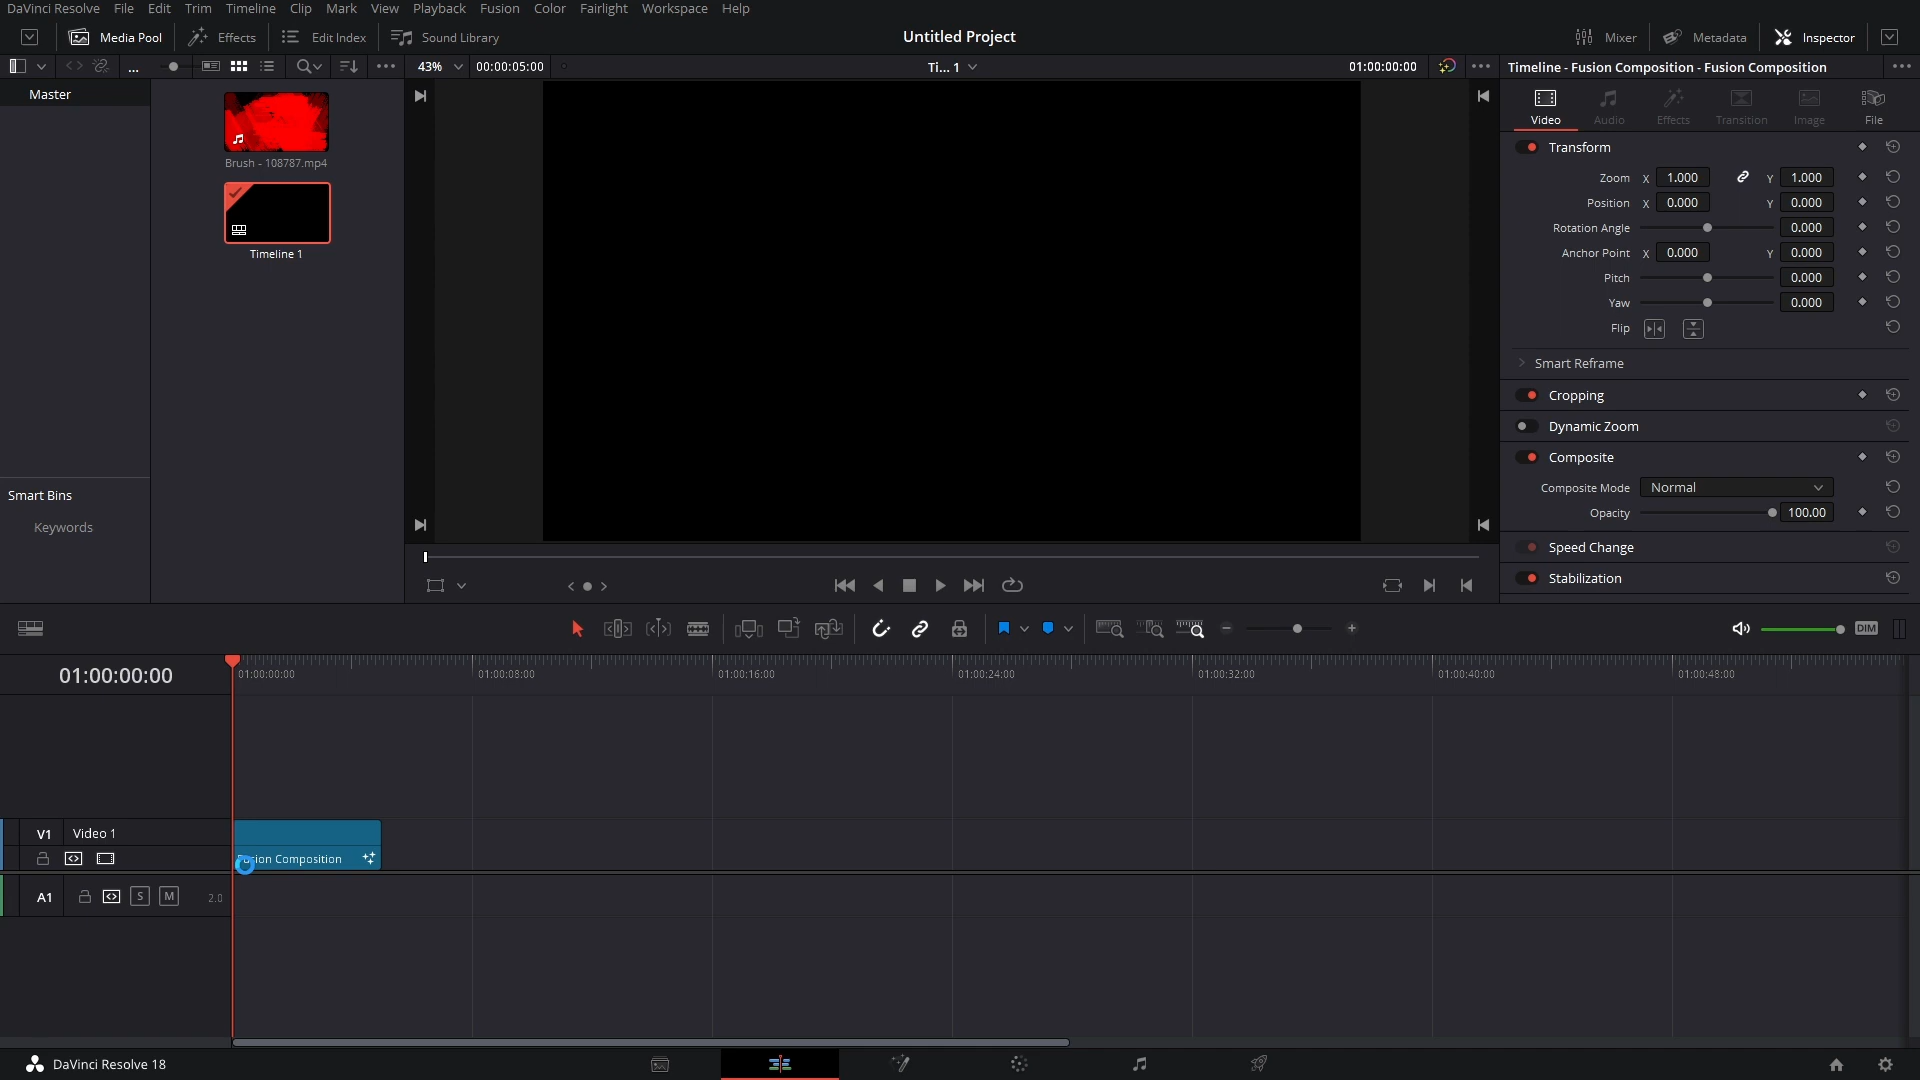 DaVinci Resolve File Edit Trim Timeline Clip Mark View Playback Fusion Color Fairlight Workspace Help
Media Pool Effects Edit Index Sound Library Untitled Project Mixer Metadata Inspector
... 43% 00:00:05:00 Ti... 1 01:00:00:00 Timeline - Fusion Composition - Fusion Composition
Master
Brush - 108787.mp4
Timeline 1
Smart Bins
Keywords
Video Audio Effects Transition Image File
Transform
Zoom X 1.000 Y 1.000
Position X 0.000 Y 0.000
Rotation Angle 0.000
Anchor Point X 0.000 Y 0.000
Pitch 0.000
Yaw 0.000
Flip
Smart Reframe
Cropping
Dynamic Zoom
Composite
Composite Mode Normal
Opacity 100.00
Speed Change
Stabilization
DIM
01:00:00:00
01:00:00:00 01:00:08:00 01:00:16:00 01:00:24:00 01:00:32:00 01:00:40:00 01:00:48:00
V1 Video 1
Fusion Composition
A1 S M 2.0
DaVinci Resolve 18